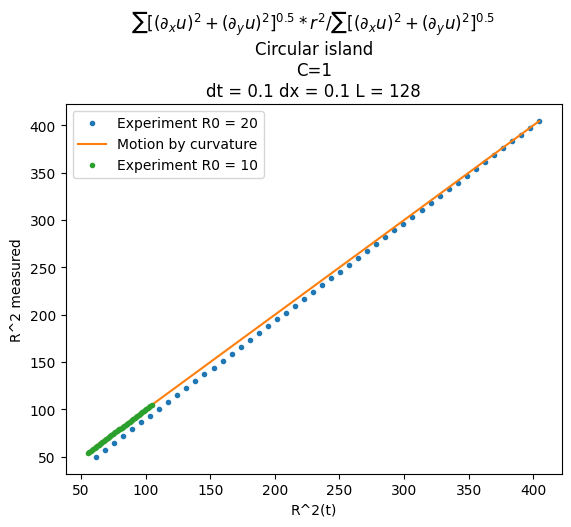 ∑[(∂ₓu)² + (∂ᵧu)²]^0.5 * r²/∑[(∂ₓu)² + (∂ᵧu)²]^0.5
Circular island
C=1
dt = 0.1 dx = 0.1 L = 128
Experiment R0 = 20
Motion by curvature
Experiment R0 = 10
400
350
300
250
200
150
100
50
R^2 measured
50 100 150 200 250 300 350 400
R^2(t)